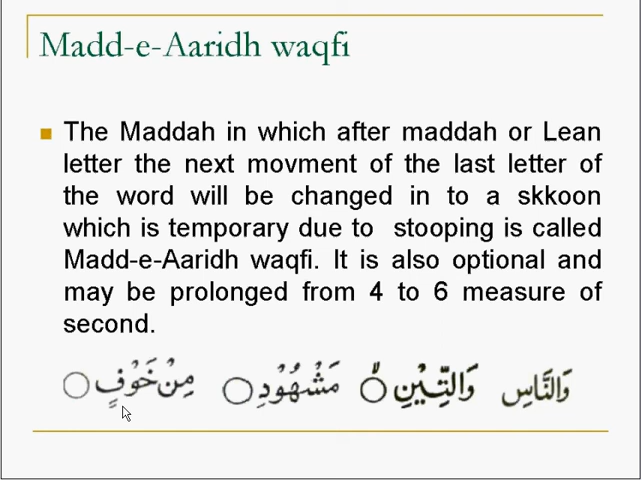 Madd-e-Aaridh waqfi
The Maddah in which after maddah or Lean
letter the next movment of the last letter of
the word will be changed in to a skkoon
which is temporary due to stooping is called
Madd-e-Aaridh waqfi. It is also optional and
may be prolonged from 4 to 6 measure of
second.
وَالنَّاسِ وَالتِّيْنِ مَشْهُوْدٍ مِنْ خَوْفٍ